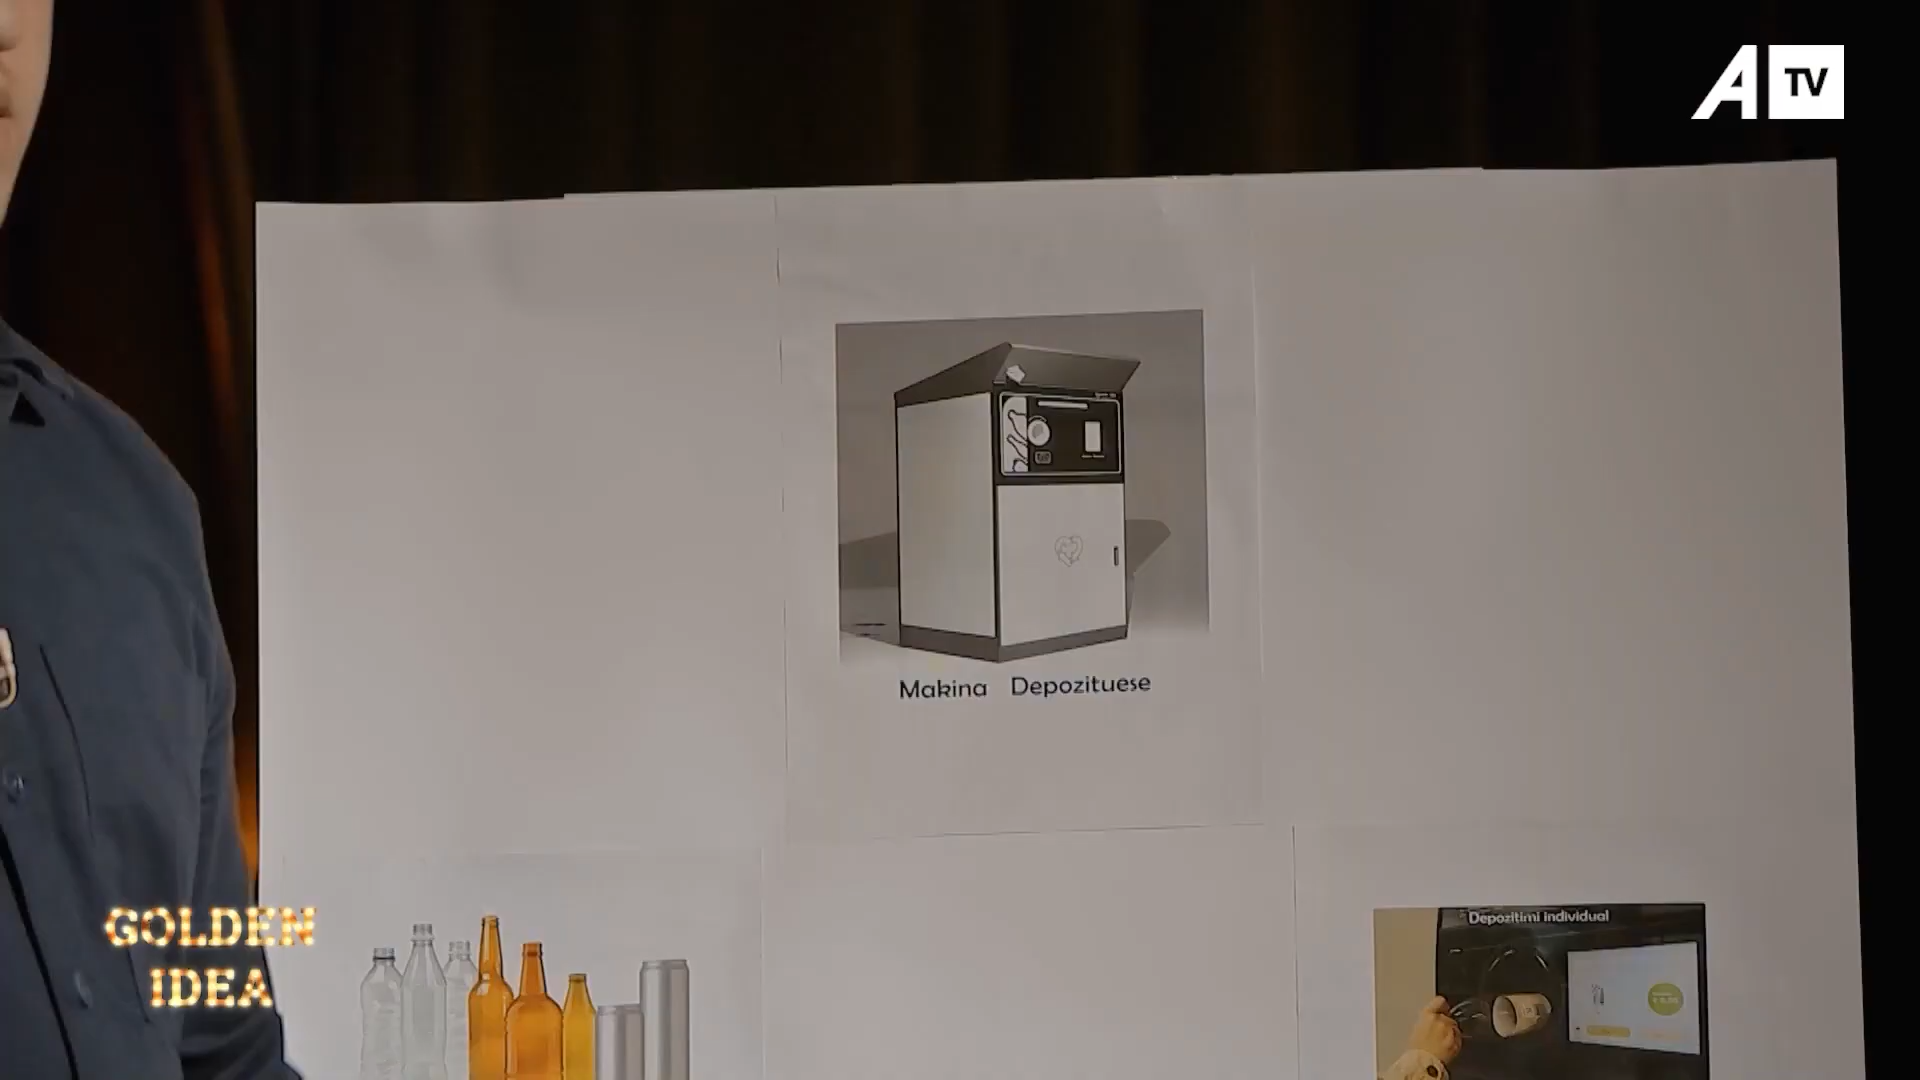 A TV
Makina Depozituese
Depozitimi individual
GOLDEN
IDEA